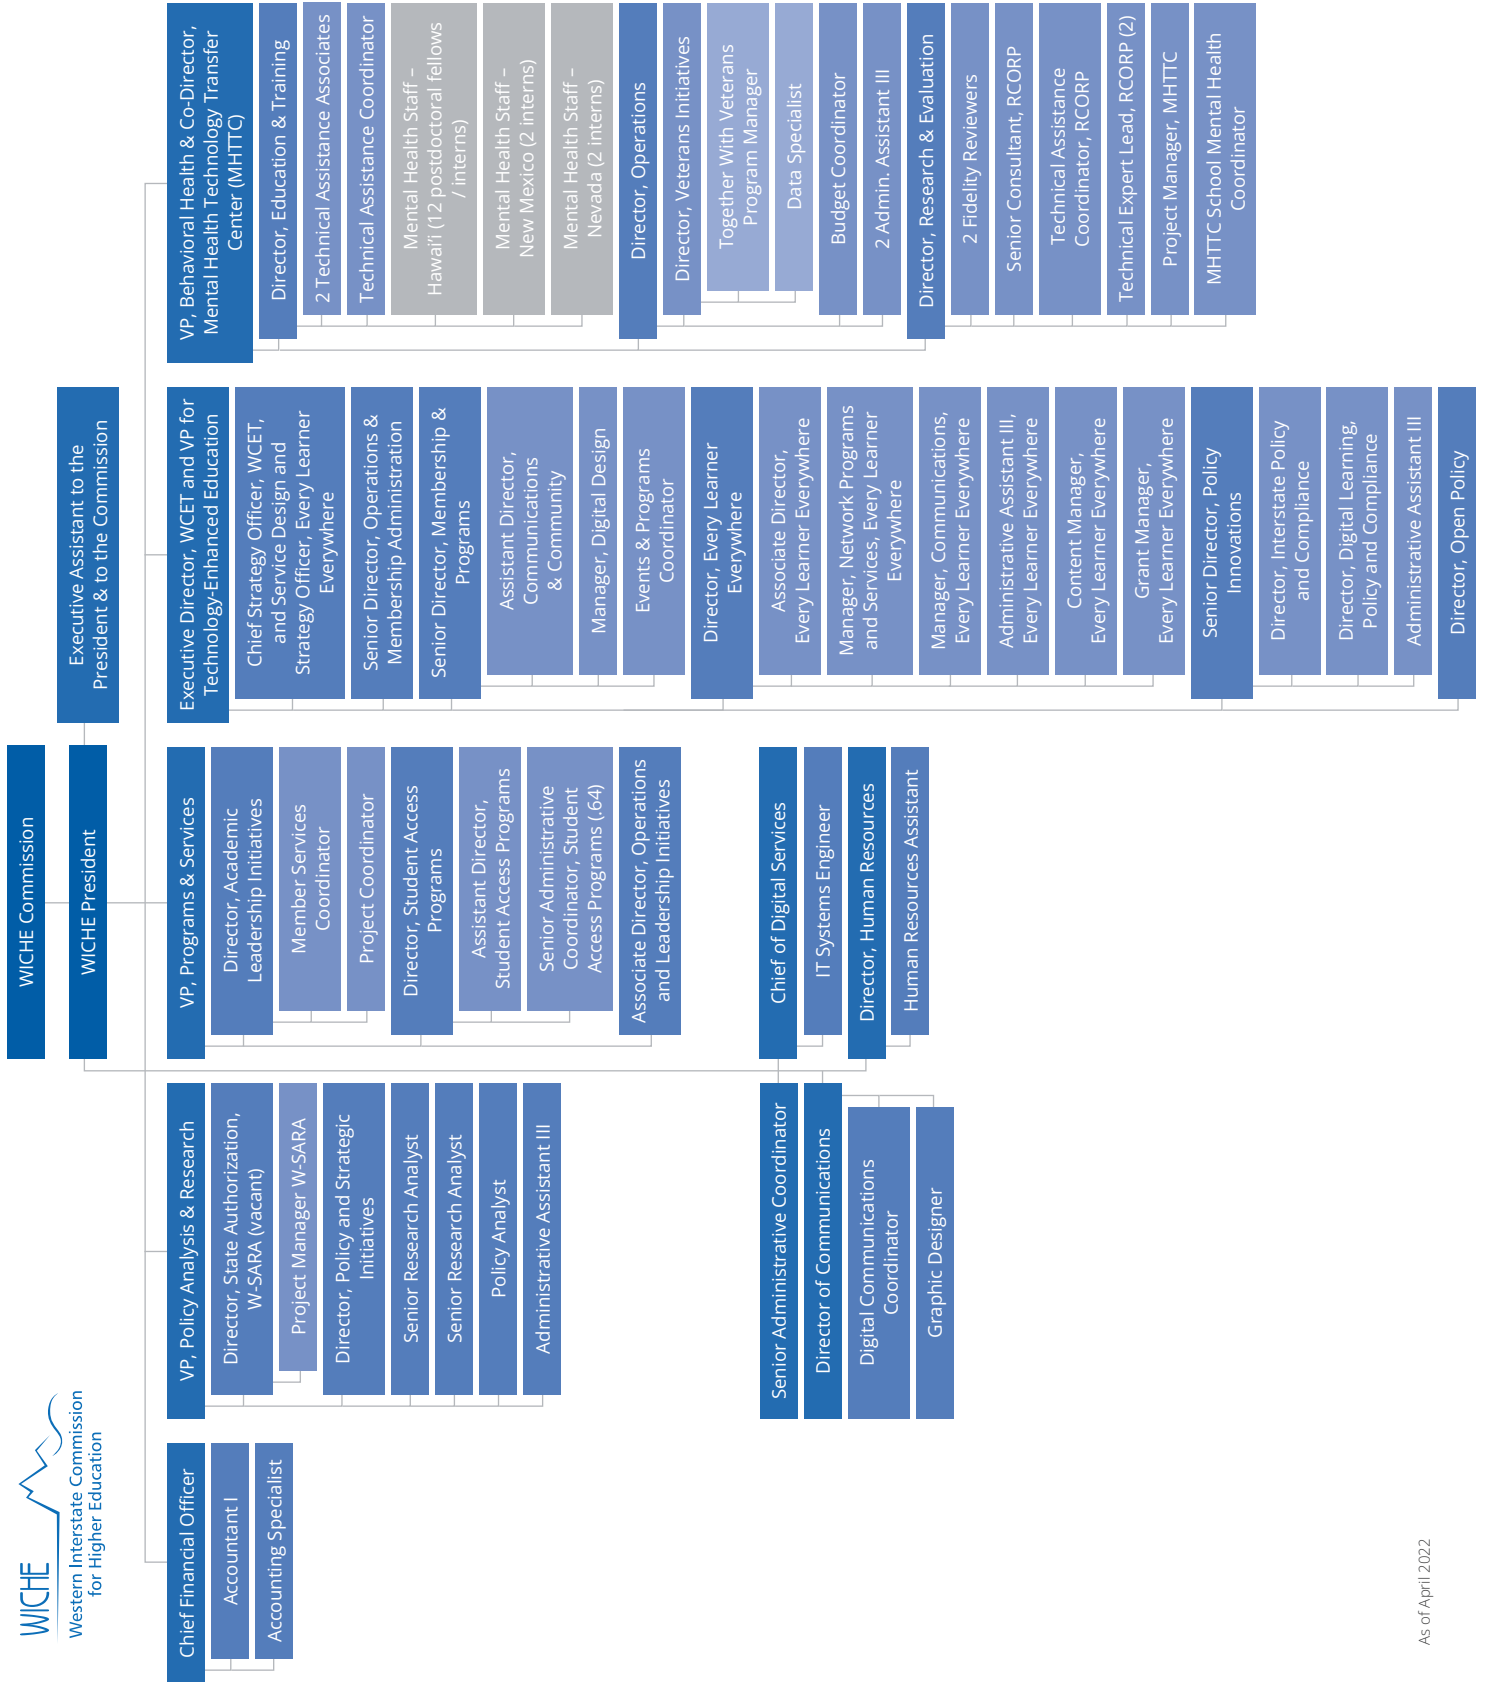 WICHE
Western Interstate Commission
for Higher Education
WICHE Commission
WICHE President
Executive Assistant to the
President & to the Commission
Chief Financial Officer
Accountant I
Accounting Specialist
VP, Policy Analysis & Research
Director, State Authorization,
W-SARA (vacant)
Project Manager W-SARA
Director, Policy and Strategic
Initiatives
Senior Research Analyst
Senior Research Analyst
Policy Analyst
Administrative Assistant III
VP, Programs & Services
Director, Academic
Leadership Initiatives
Member Services
Coordinator
Project Coordinator
Director, Student Access
Programs
Assistant Director,
Student Access Programs
Senior Administrative
Coordinator, Student
Access Programs (.64)
Associate Director, Operations
and Leadership Initiatives
Executive Director, WCET and VP for
Technology-Enhanced Education
Chief Strategy Officer, WCET,
and Service Design and
Strategy Officer, Every Learner
Everywhere
Senior Director, Operations &
Membership Administration
Senior Director, Membership &
Programs
Assistant Director,
Communications
& Community
Manager, Digital Design
Events & Programs
Coordinator
Director, Every Learner
Everywhere
Associate Director,
Every Learner Everywhere
Manager, Network Programs
and Services, Every Learner
Everywhere
Manager, Communications,
Every Learner Everywhere
Administrative Assistant III,
Every Learner Everywhere
Content Manager,
Every Learner Everywhere
Grant Manager,
Every Learner Everywhere
Senior Director, Policy
Innovations
Director, Interstate Policy
and Compliance
Director, Digital Learning,
Policy and Compliance
Administrative Assistant III
Director, Open Policy
VP, Behavioral Health & Co-Director,
Mental Health Technology Transfer
Center (MHTTC)
Director, Education & Training
2 Technical Assistance Associates
Technical Assistance Coordinator
Mental Health Staff –
Hawai‘i (12 postdoctoral fellows
/ interns)
Mental Health Staff –
New Mexico (2 interns)
Mental Health Staff –
Nevada (2 interns)
Director, Operations
Director, Veterans Initiatives
Together With Veterans
Program Manager
Data Specialist
Budget Coordinator
2 Admin. Assistant III
Director, Research & Evaluation
2 Fidelity Reviewers
Senior Consultant, RCORP
Technical Assistance
Coordinator, RCORP
Technical Expert Lead, RCORP (2)
Project Manager, MHTTC
MHTTC School Mental Health
Coordinator
Senior Administrative Coordinator
Director of Communications
Digital Communications
Coordinator
Graphic Designer
Chief of Digital Services
IT Systems Engineer
Director, Human Resources
Human Resources Assistant
As of April 2022